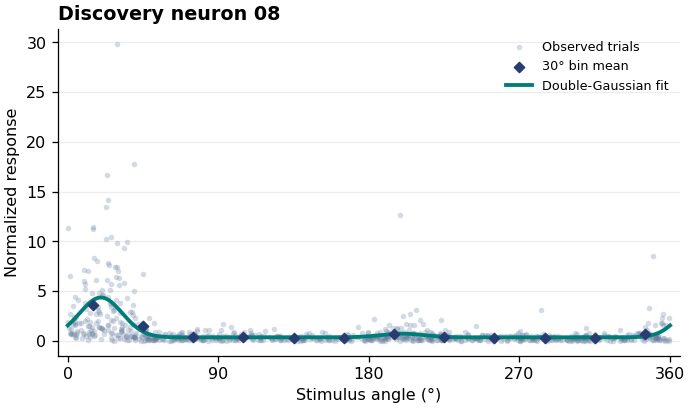 Discovery neuron 08
Normalized response
30
25
20
15
10
5
0
Observed trials
30° bin mean
Double-Gaussian fit
0 90 180 270 360
Stimulus angle (°)